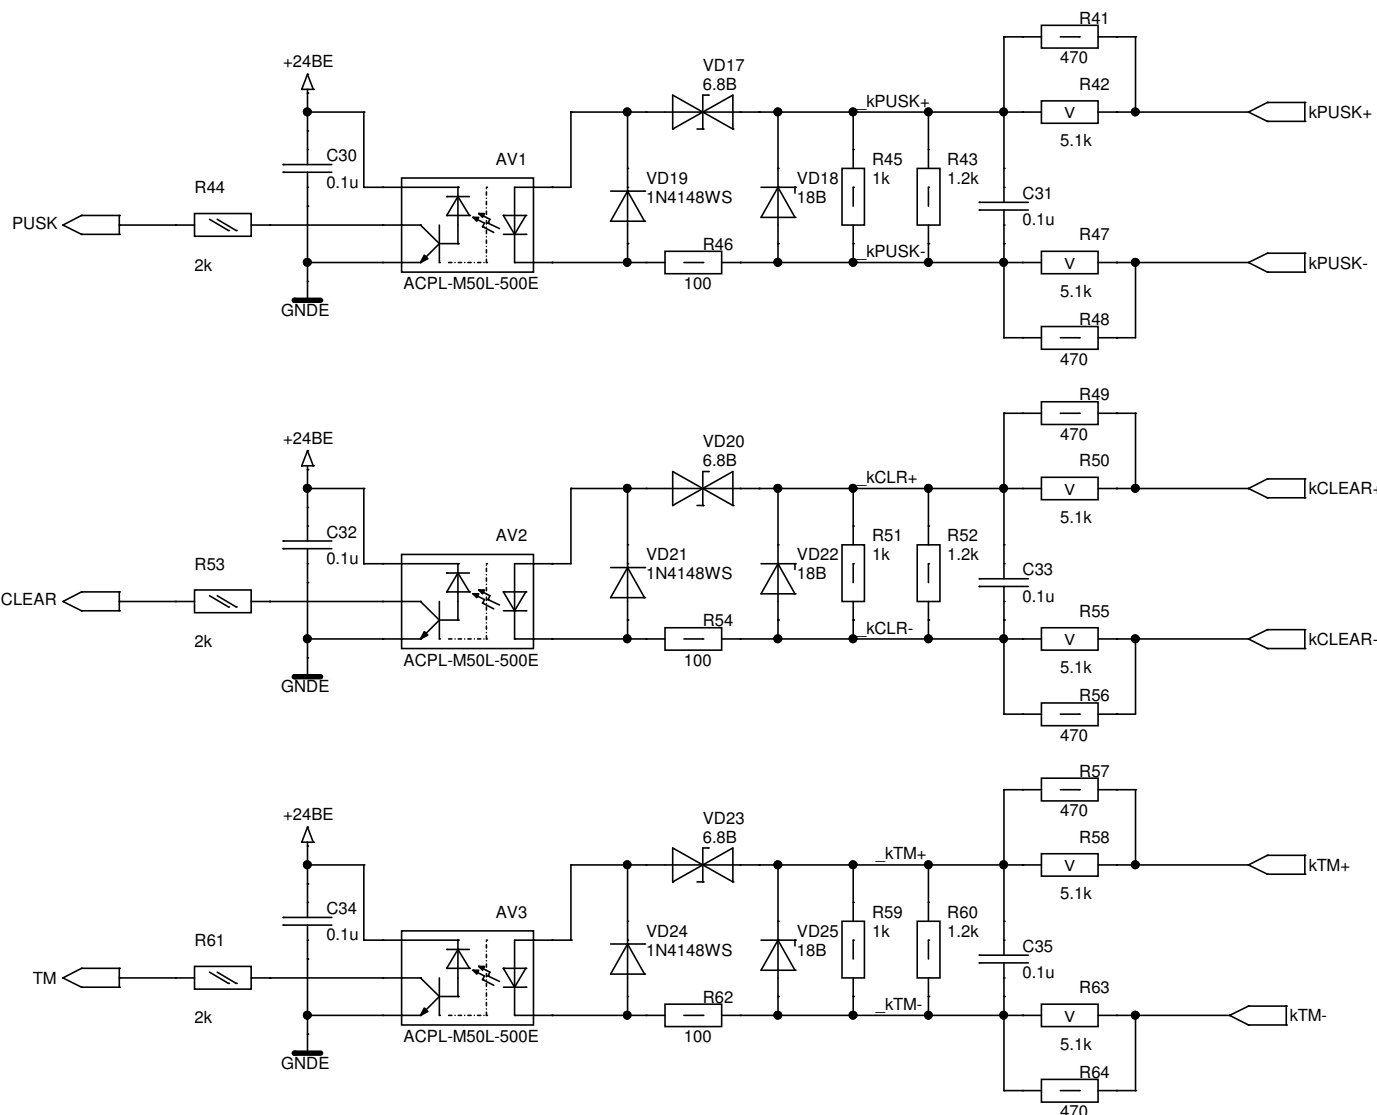 R41
470
+24BE
VD17
6.8B
_kPUSK+
R42
V
5.1k
kPUSK+
C30
0.1u
AV1
VD19
1N4148WS
VD18
18B
R45
1k
R43
1.2k
C31
0.1u
R44
2k
PUSK
R46
100
_kPUSK-
R47
V
5.1k
kPUSK-
ACPL-M50L-500E
GNDE
R48
470
R49
470
+24BE
VD20
6.8B
_kCLR+
R50
V
5.1k
kCLEAR+
C32
0.1u
AV2
VD21
1N4148WS
VD22
18B
R51
1k
R52
1.2k
C33
0.1u
R53
2k
CLEAR
R54
100
_kCLR-
R55
V
5.1k
kCLEAR-
ACPL-M50L-500E
GNDE
R56
470
R57
470
+24BE
VD23
6.8B
_kTM+
R58
V
5.1k
kTM+
C34
0.1u
AV3
VD24
1N4148WS
VD25
18B
R59
1k
R60
1.2k
C35
0.1u
R61
2k
TM
R62
100
_kTM-
R63
V
5.1k
kTM-
ACPL-M50L-500E
GNDE
R64
470